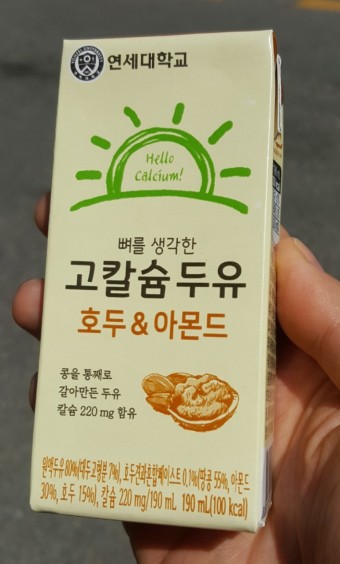 연세대학교
Hello
Calcium!
뼈를 생각한
고칼슘두유
호두&아몬드
콩을 통째로
갈아만든 두유
칼슘 220 mg 함유
원액두유 80%(대두고형분 7%), 호두전화혼합페이스트 0.1%(땅콩 55%, 아몬드
30%, 호두 15%), 칼슘 220 mg/190 mL 190 mL(100 kcal)